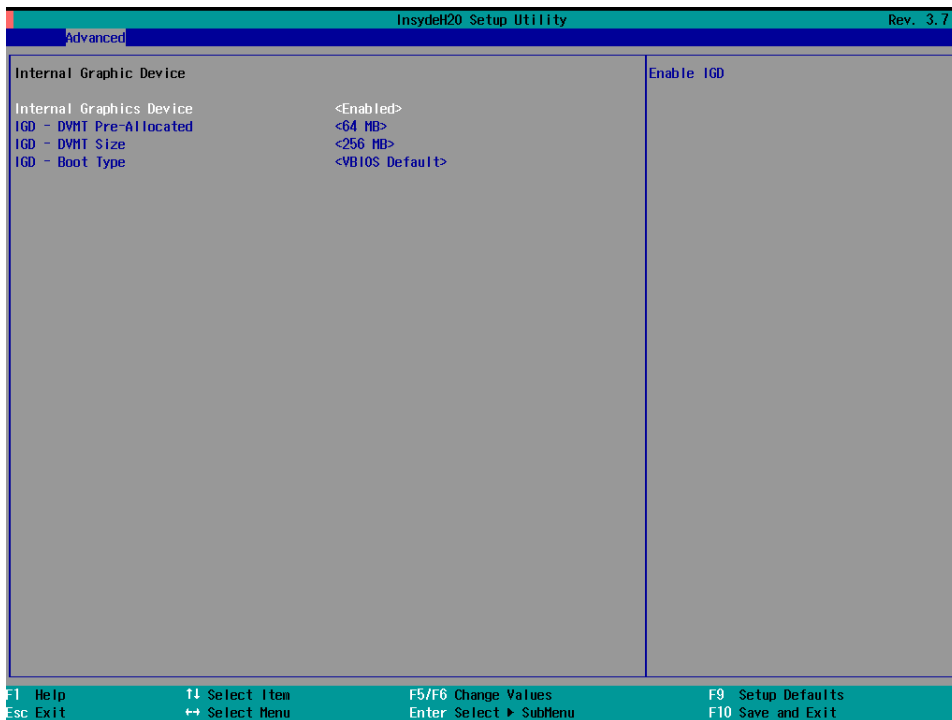 InsydeH20 Setup Utility Rev. 3.7
Advanced
Internal Graphic Device Enable IGD
Internal Graphics Device <Enabled>
IGD - DVMT Pre-Allocated <64 MB>
IGD - DVMT Size <256 MB>
IGD - Boot Type <VBIOS Default>
F1 Help ↑↓ Select Item F5/F6 Change Values F9 Setup Defaults
Esc Exit ↔ Select Menu Enter Select ▶ SubMenu F10 Save and Exit